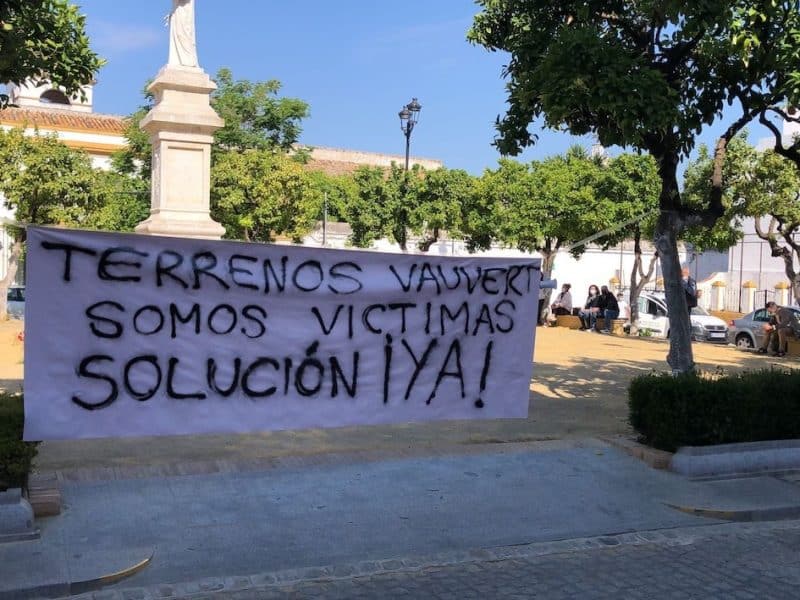 TERRENOS VAUVERT
SOMOS VICTIMAS
SOLUCIÓN ¡YA!